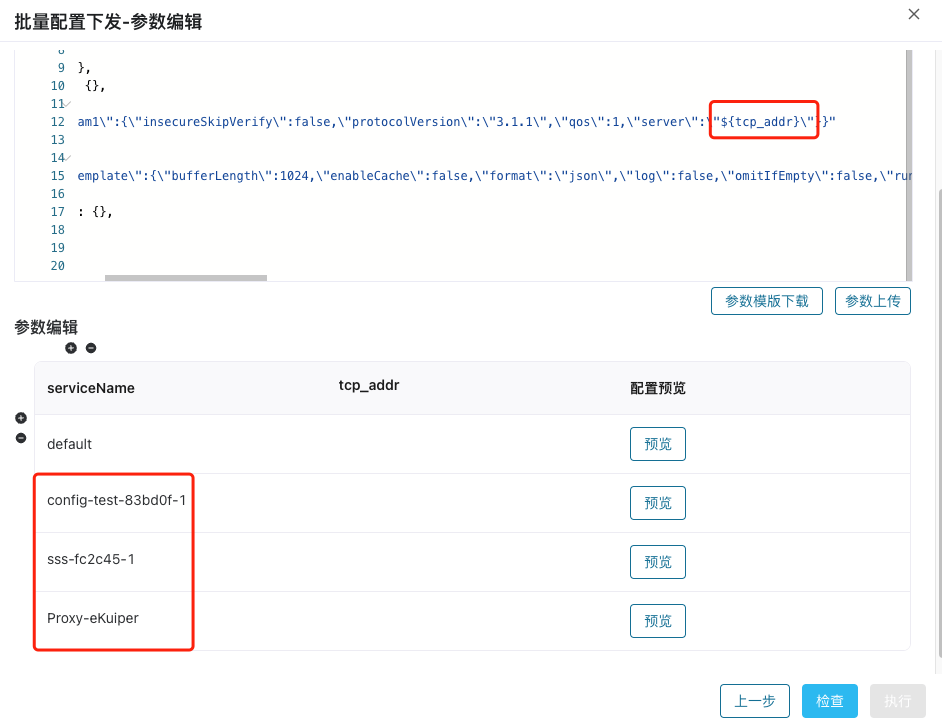 批量配置下发-参数编辑
8
9 },
10 {},
11
12 am1\":{\"insecureSkipVerify\":false,\"protocolVersion\":\"3.1.1\",\"qos\":1,\"server\":\"${tcp_addr}\"}}"
13
14
15 emplate\":{\"bufferLength\":1024,\"enableCache\":false,\"format\":\"json\",\"log\":false,\"omitIfEmpty\":false,\"run
16
17 : {},
18
19
20
参数模版下载 参数上传
参数编辑
serviceName tcp_addr 配置预览
default 预览
config-test-83bd0f-1 预览
sss-fc2c45-1 预览
Proxy-eKuiper 预览
上一步 检查 执行